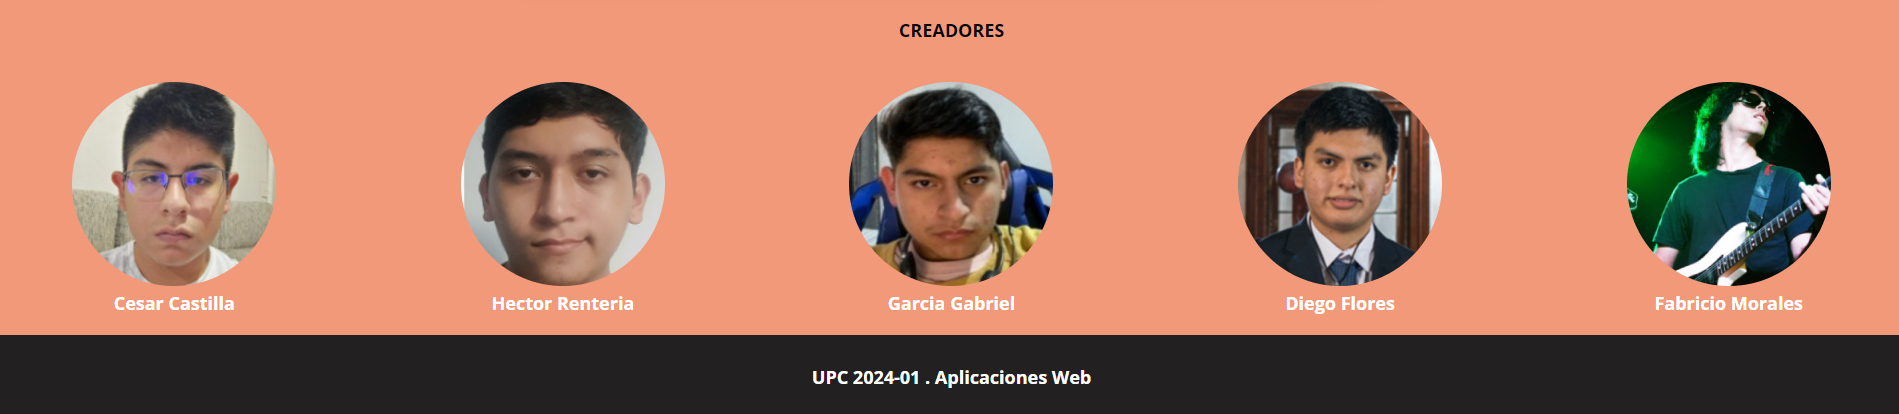 CREADORES
Cesar Castilla
Hector Renteria
Garcia Gabriel
Diego Flores
Fabricio Morales
UPC 2024-01 . Aplicaciones Web